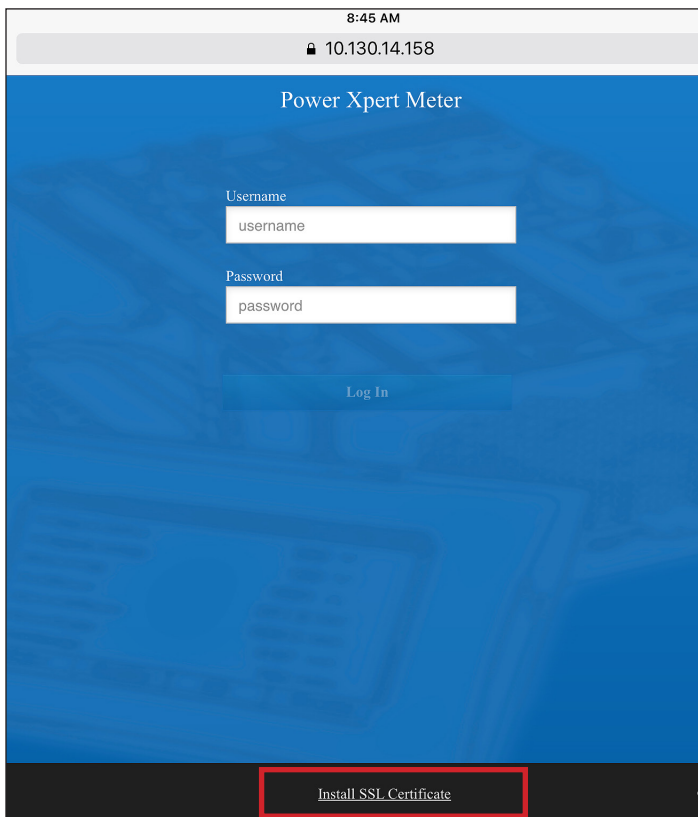 8:45 AM
10.130.14.158
Power Xpert Meter
Username
username
Password
password
Log In
Install SSL Certificate